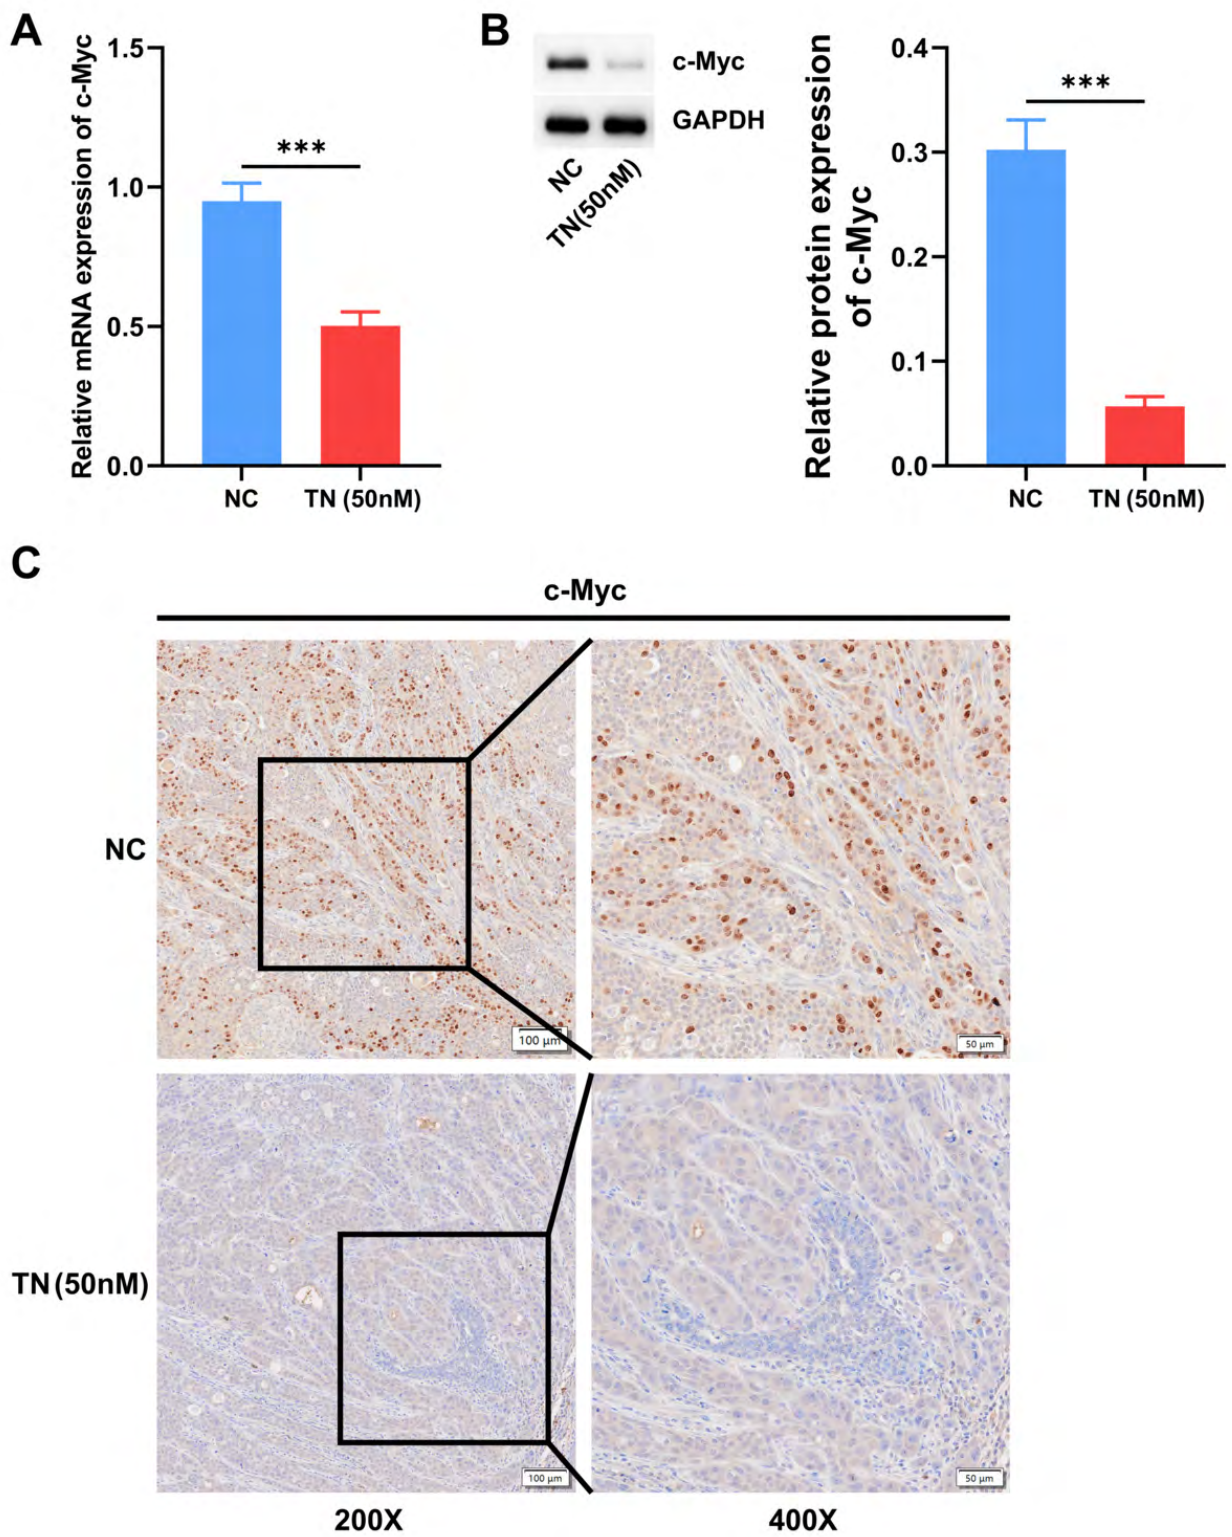 A
Relative mRNA expression of c-Myc
1.5
1.0
0.5
0.0
***
NC
TN (50nM)
B
c-Myc
GAPDH
NC
TN(50nM)
Relative protein expression
of c-Myc
0.4
0.3
0.2
0.1
0.0
***
NC
TN (50nM)
C
c-Myc
NC
100 µm
50 µm
TN (50nM)
100 µm
50 µm
200X
400X